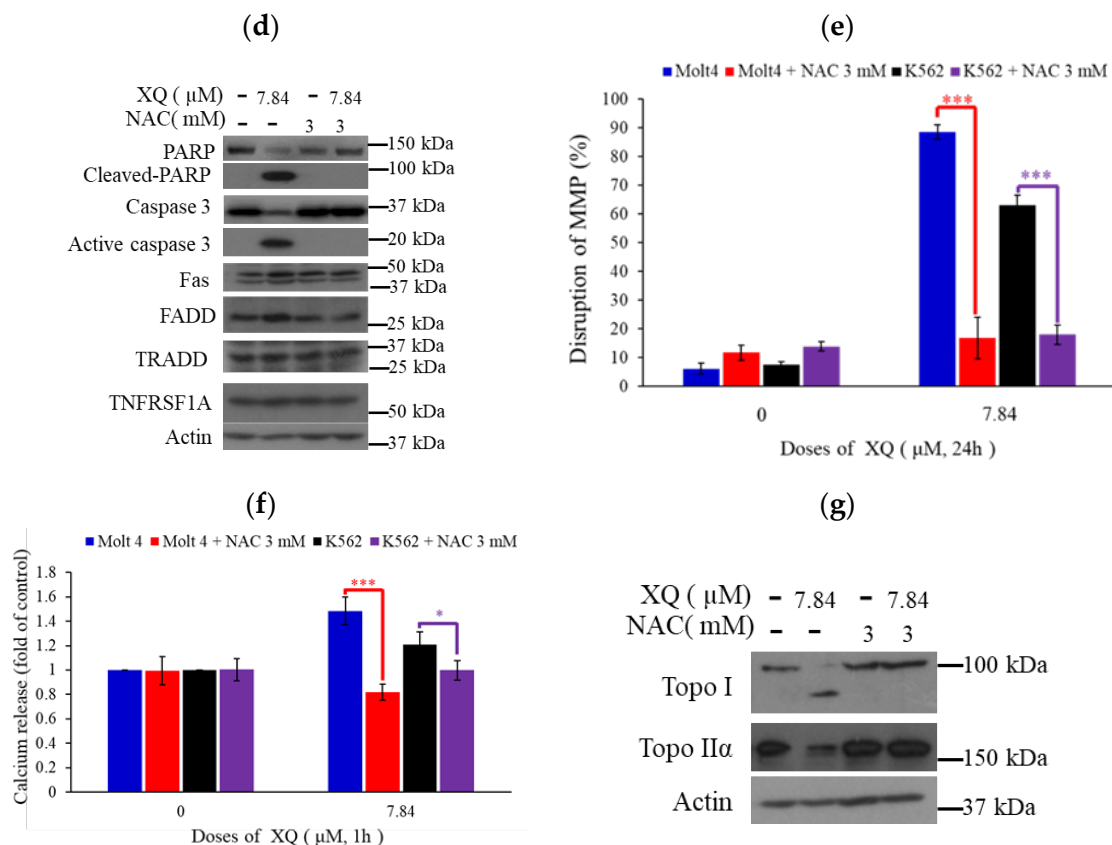 (d)
XQ ( µM) – 7.84 – 7.84
NAC( mM) – – 3 3
PARP 150 kDa
Cleaved-PARP 100 kDa
Caspase 3 37 kDa
Active caspase 3 20 kDa
Fas 50 kDa
37 kDa
FADD 25 kDa
TRADD 37 kDa
25 kDa
TNFRSF1A 50 kDa
Actin 37 kDa
(e)
Molt4 Molt4 + NAC 3 mM K562 K562 + NAC 3 mM
Disruption of MMP (%)
100
90
80
70
60
50
40
30
20
10
0
***
***
0 7.84
Doses of XQ ( µM, 24h )
(f)
Molt 4 Molt 4 + NAC 3 mM K562 K562 + NAC 3 mM
Calcium release (fold of control)
1.8
1.6
1.4
1.2
1
0.8
0.6
0.4
0.2
0
***
*
0 7.84
Doses of XQ ( µM, 1h )
(g)
XQ ( µM) – 7.84 – 7.84
NAC( mM) – – 3 3
Topo I 100 kDa
Topo IIα 150 kDa
Actin 37 kDa